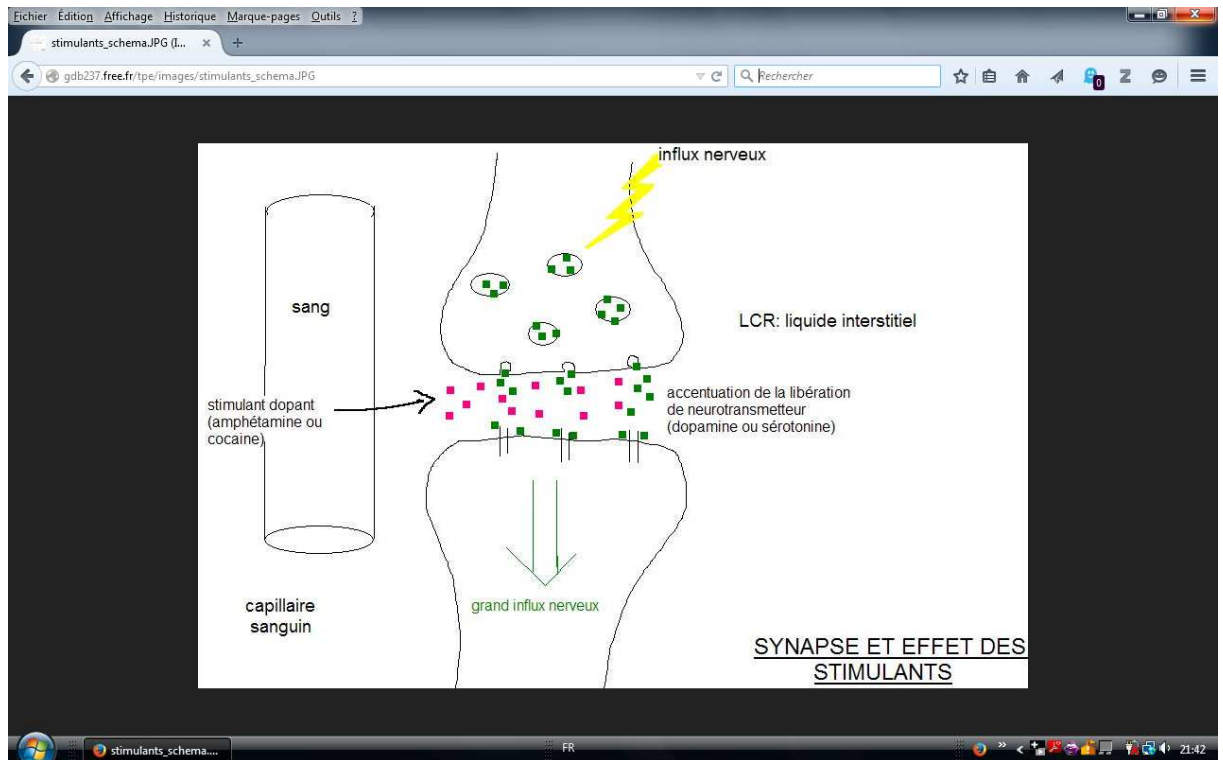 Fichier Édition Affichage Historique Marque-pages Outils ?
stimulants_schema.JPG (I...
gdb237.free.fr/tpe/images/stimulants_schema.JPG
Rechercher
0
influx nerveux
sang
LCR: liquide interstitiel
stimulant dopant
(amphétamine ou
cocaine)
accentuation de la libération
de neurotransmetteur
(dopamine ou sérotonine)
grand influx nerveux
capillaire
sanguin
SYNAPSE ET EFFET DES
STIMULANTS
stimulants_schema....
FR
21:42